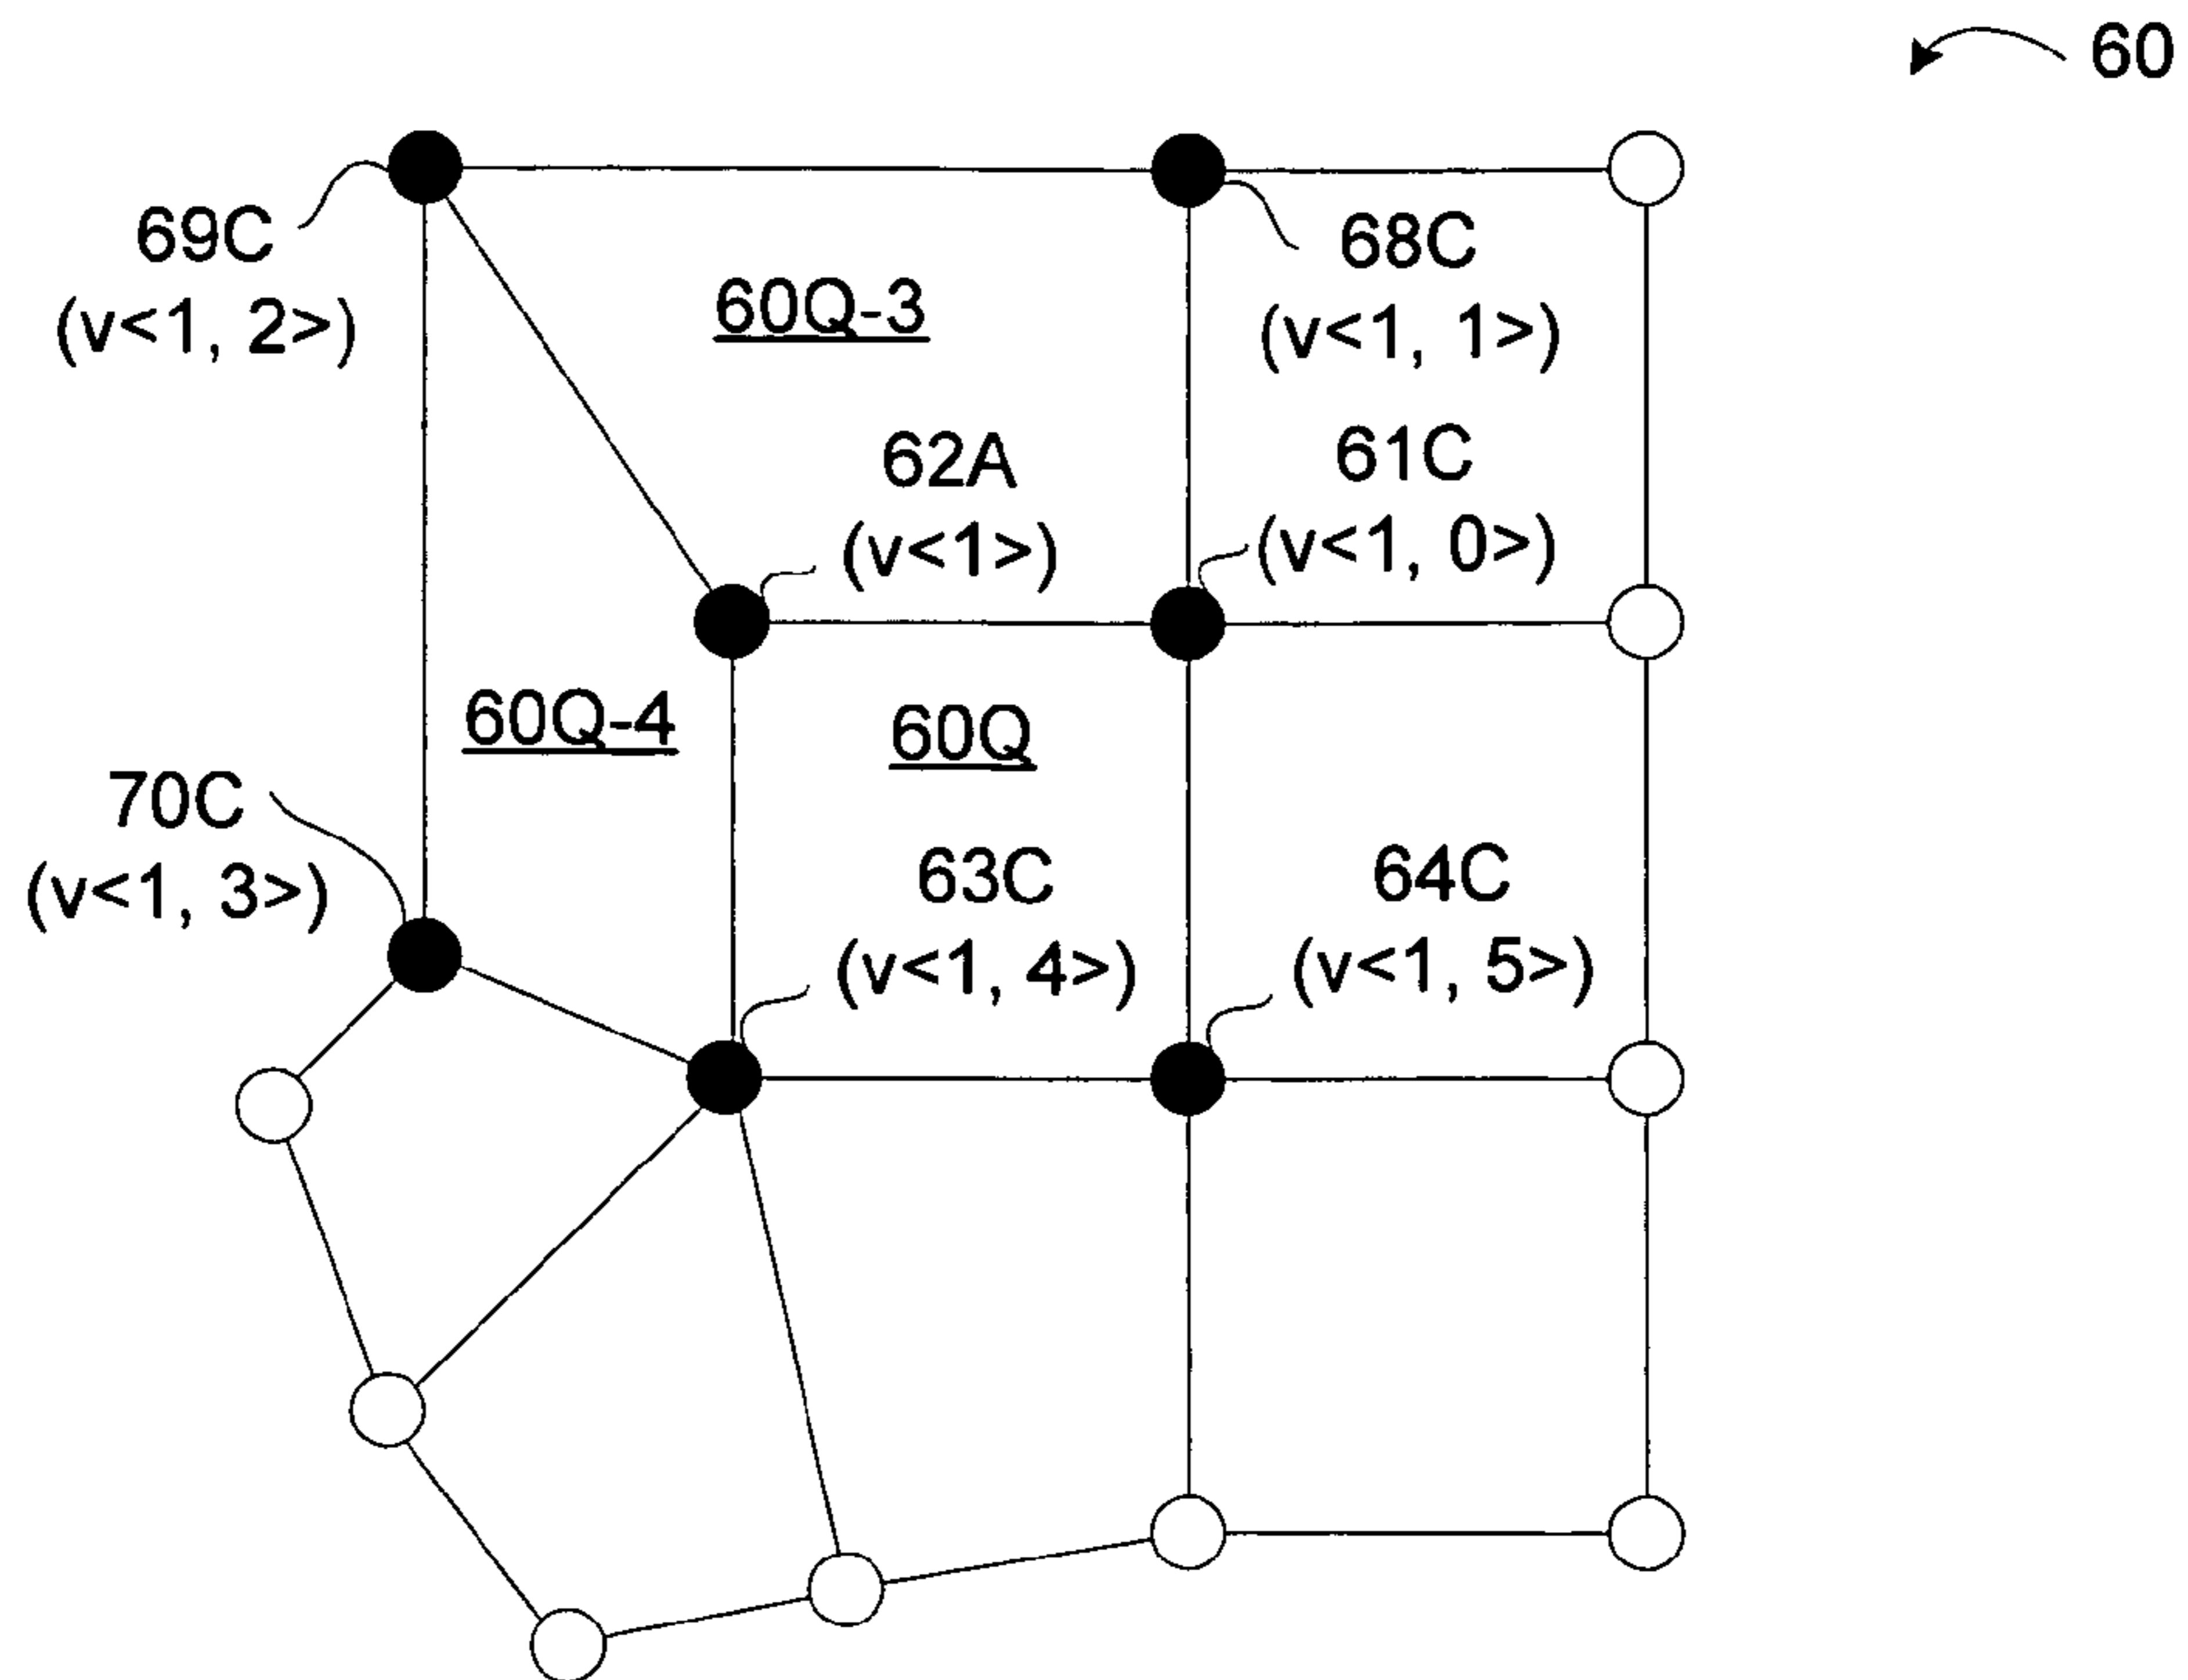 60
69C
(v<1, 2>)
60Q-3
68C
(v<1, 1>)
62A
(v<1>)
61C
(v<1, 0>)
60Q-4
60Q
70C
(v<1, 3>)
63C
(v<1, 4>)
64C
(v<1, 5>)